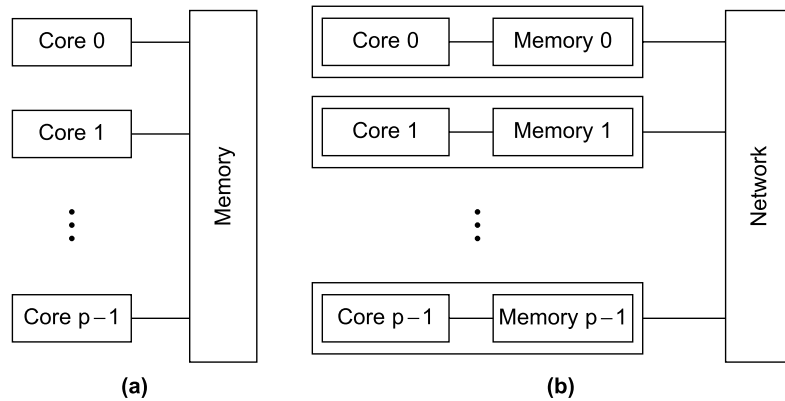 Core 0
Core 1
Core p−1
Memory
(a)
Core 0
Memory 0
Core 1
Memory 1
Core p−1
Memory p−1
Network
(b)